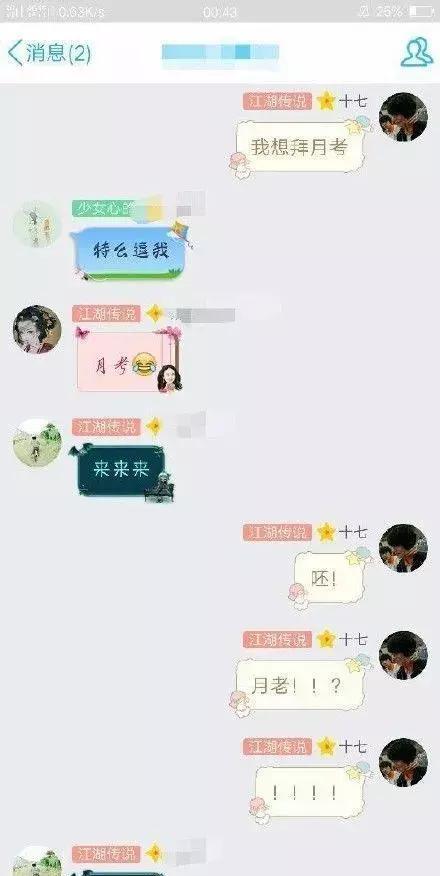 0.63K/s 00:43 25%
消息(2)
江湖传说 十七
我想拜月考
少女心的
特么逗我
江湖传说
月考😂
江湖传说
来来来
江湖传说 十七
呸!
江湖传说 十七
月老!!?
江湖传说 十七
!!!!
江湖传说